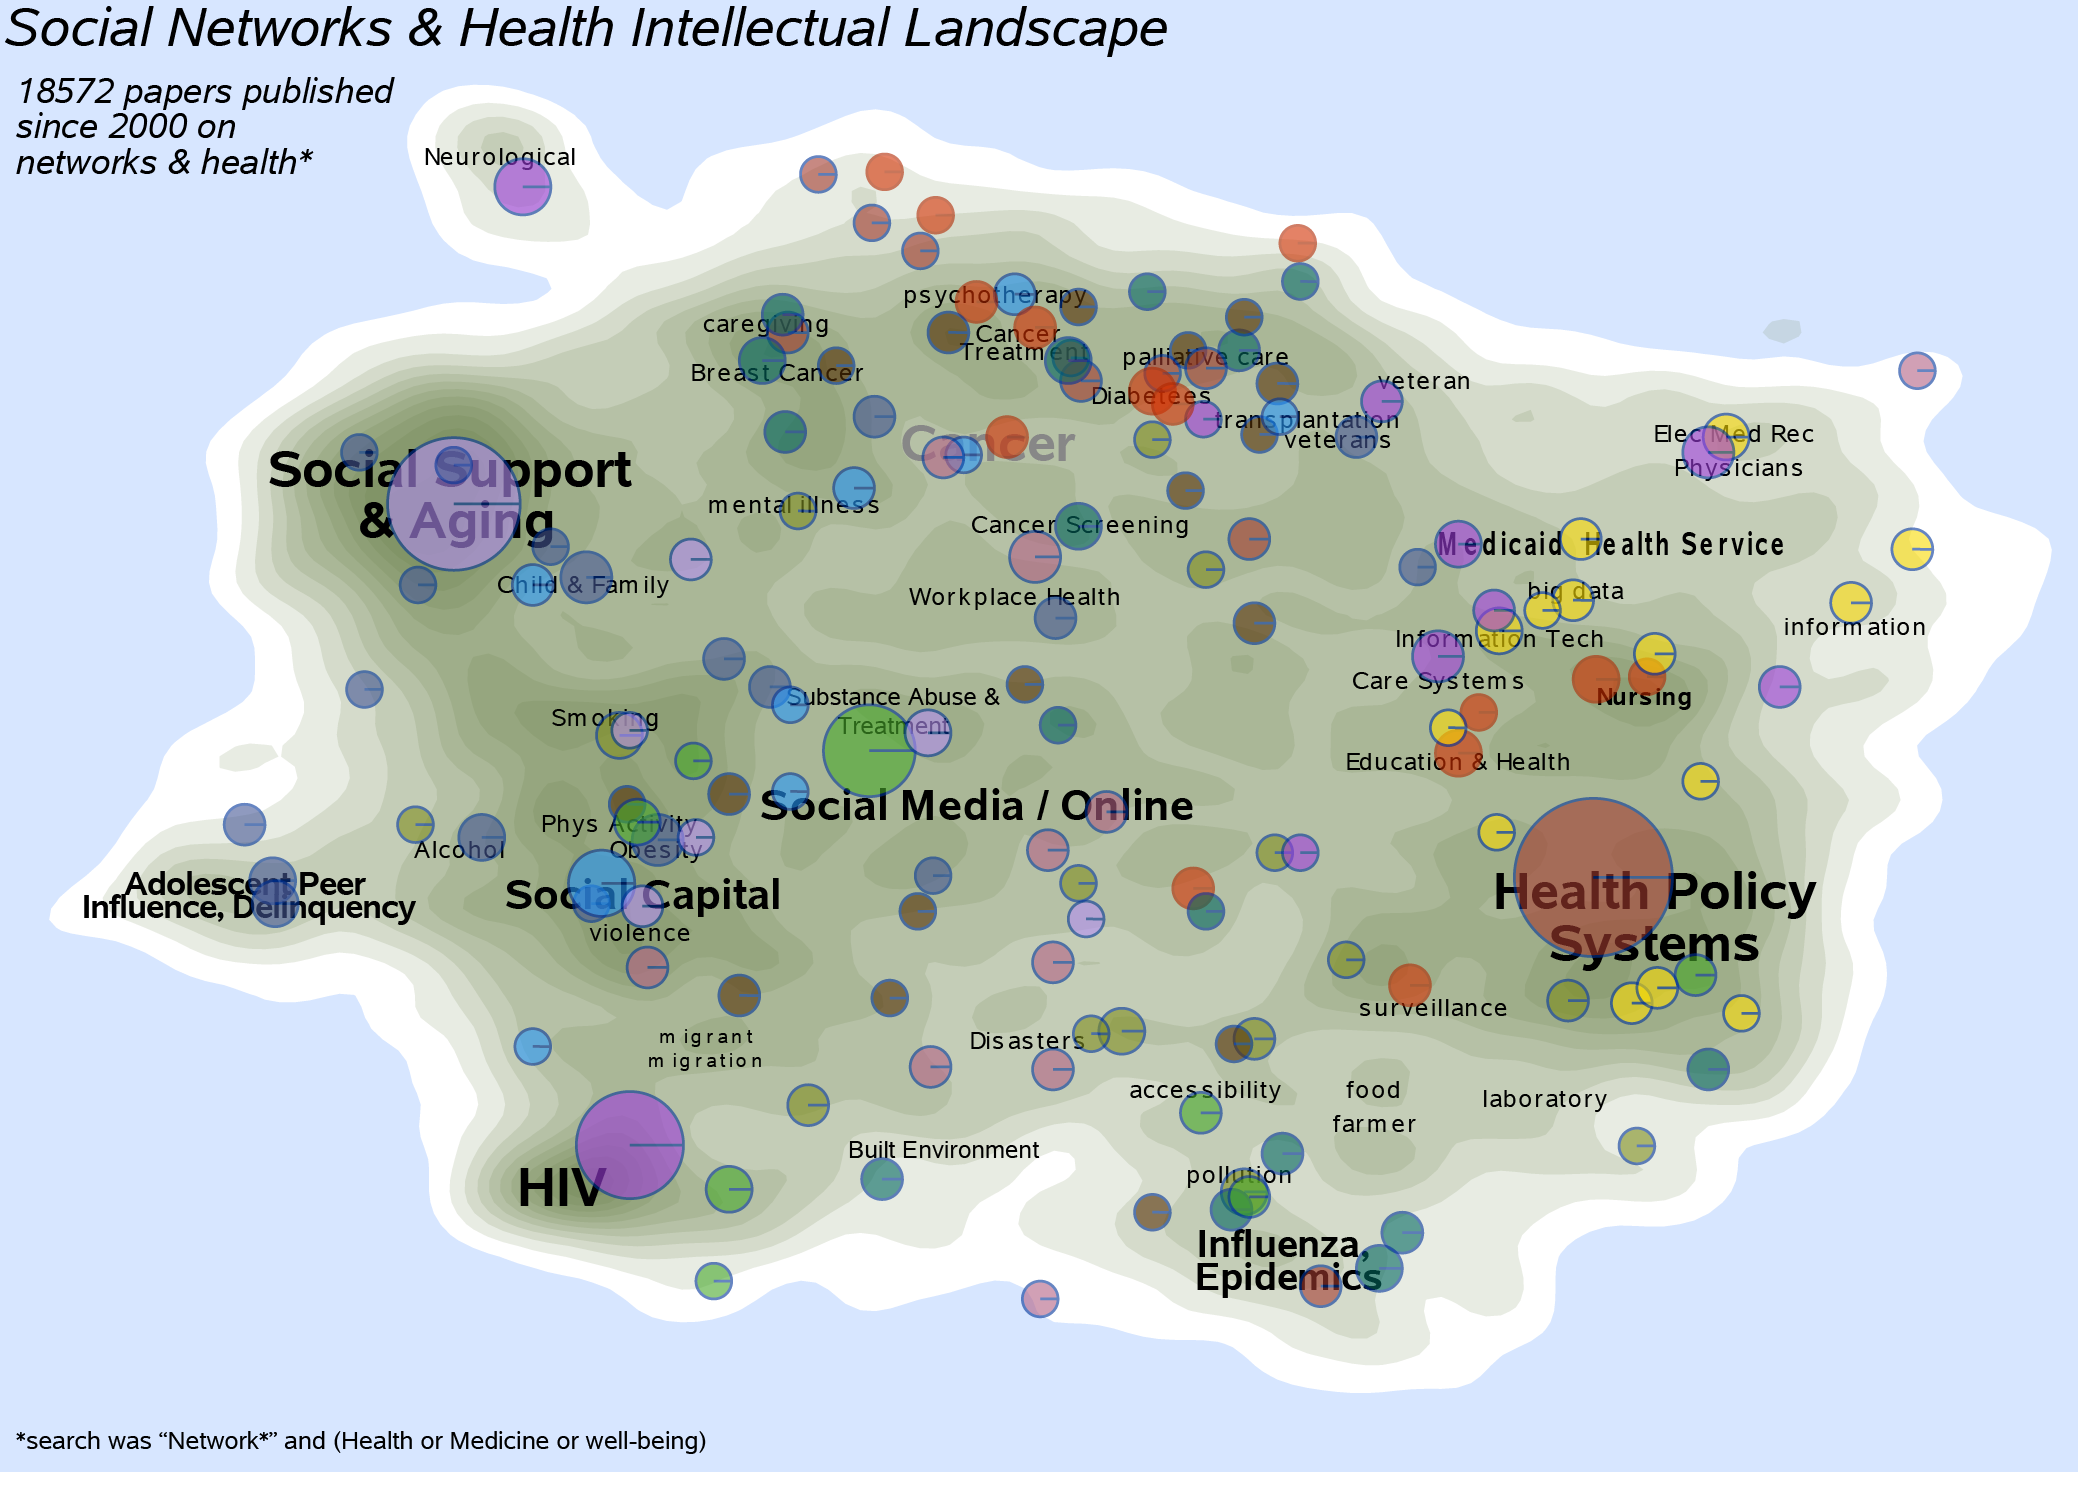 Social Networks & Health Intellectual Landscape
18572 papers published
since 2000 on
networks & health*
Neurological
psychotherapy
caregiving
Cancer
Treatment
palliative care
Breast Cancer
veteran
Diabetees
transplantation
veterans
Cancer
Elec Med Rec
Physicians
Social Support
& Aging
mental illness
Cancer Screening
Medicaid Health Service
Child & Family
Workplace Health
big data
information
Information Tech
Care Systems
Nursing
Substance Abuse &
Treatment
Smoking
Education & Health
Social Media / Online
Phys Activity
Obesity
Alcohol
Adolescent Peer
Influence, Delinquency
Social Capital
Health Policy
Systems
violence
surveillance
migrant
migration
Disasters
accessibility
food
farmer
laboratory
Built Environment
pollution
HIV
Influenza,
Epidemics
*search was “Network*” and (Health or Medicine or well-being)